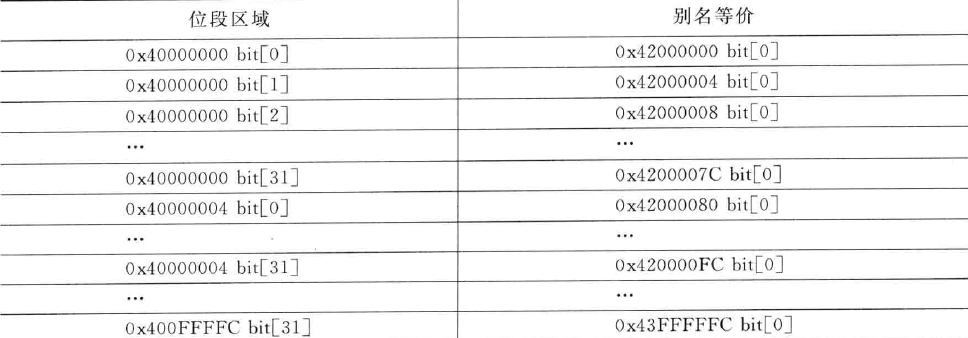 位段区域 别名等价
0x40000000 bit[0] 0x42000000 bit[0]
0x40000000 bit[1] 0x42000004 bit[0]
0x40000000 bit[2] 0x42000008 bit[0]
… …
0x40000000 bit[31] 0x4200007C bit[0]
0x40000004 bit[0] 0x42000080 bit[0]
… …
0x40000004 bit[31] 0x420000FC bit[0]
… …
0x400FFFFC bit[31] 0x43FFFFFC bit[0]